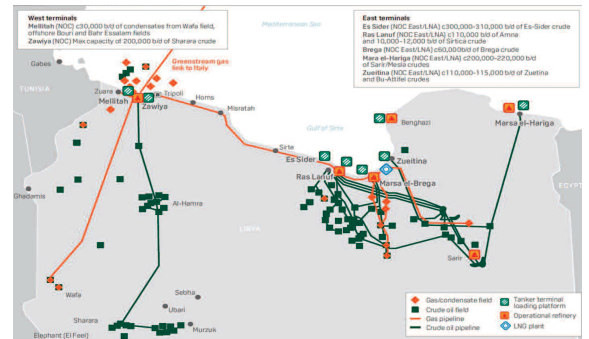 West terminals
Mellitah (NOC) c30,000 b/d of condensates from Wafa field,
offshore Bouri and Bahr Essalam fields
Zawiya (NOC) Max capacity of 200,000 b/d of Sharara crude
East terminals
Es Sider (NOC East/LNA) c300,000-310,000 b/d of Es-Sider crude
Ras Lanuf (NOC East/LNA) c110,000 b/d of Amna
and 10,000-12,000 b/d of Sirtica crude
Brega (NOC East/LNA) c60,000b/d of Brega crude
Mara el-Hariga (NOC East/LNA) c200,000-220,000 b/d
of Sarir/Mesla crudes
Zueitina (NOC East/LNA) c110,000-115,000 b/d of Zuetina
and Bu-Attifel crudes
Mediterranean Sea
Greenstream gas
link to Italy
Gabes
TUNISIA
Zuara
Tripoli
Mellitah
Zawiya
Homs
Misratah
Gulf of Sirte
Benghazi
Marsa el-Hariga
Sirte
Es Sider
Zueitina
Ras Lanuf
Marsa el-Brega
EGYPT
Ghadamis
Al-Hamra
LIBYA
Sarir
Wafa
Sebha
Ubari
Sharara
Murzuk
Elephant (El Feel)
Gas/condensate field
Crude oil field
Gas pipeline
Crude oil pipeline
Tanker terminal
loading platform
Operational refinery
LNG plant